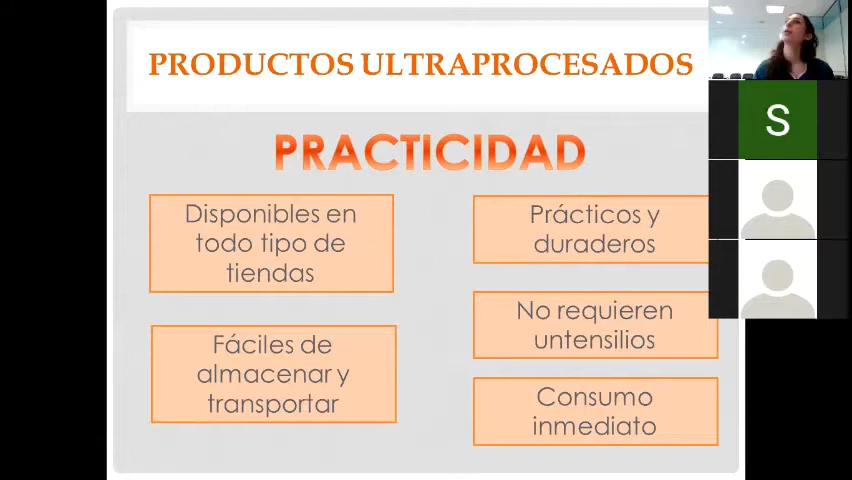 PRODUCTOS ULTRAPROCESADOS
PRACTICIDAD
Disponibles en
todo tipo de
tiendas
Fáciles de
almacenar y
transportar
Prácticos y
duraderos
No requieren
untensilios
Consumo
inmediato
S